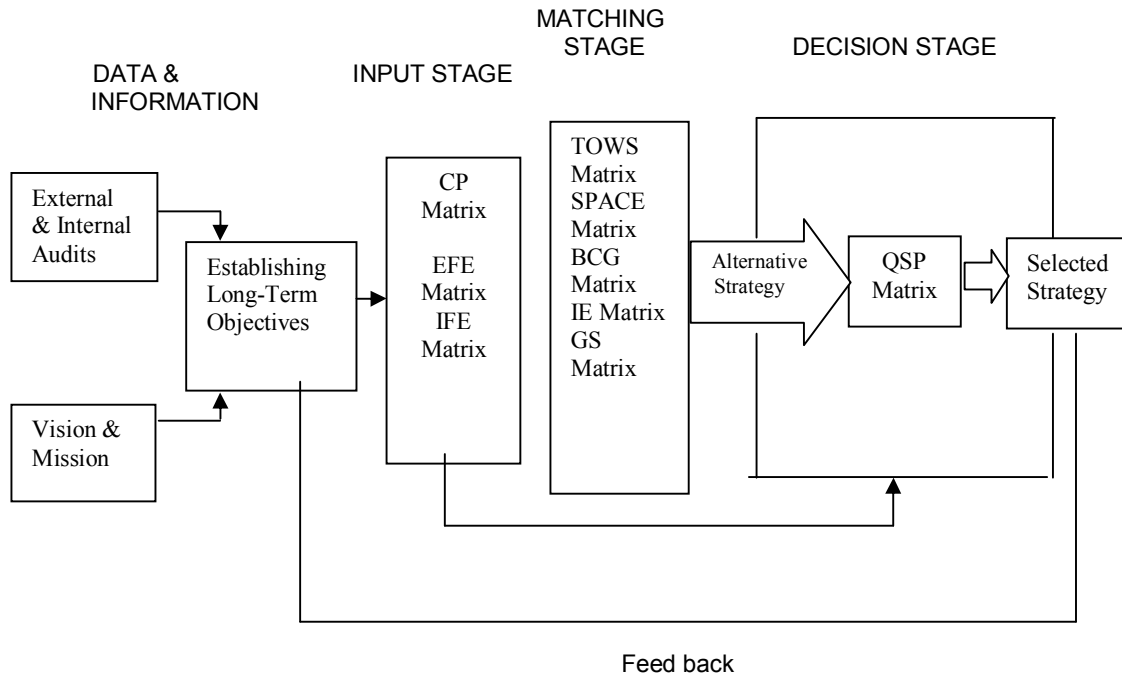 DATA &
INFORMATION
INPUT STAGE
MATCHING
STAGE
DECISION STAGE
External
& Internal
Audits
Vision &
Mission
Establishing
Long-Term
Objectives
CP
Matrix
EFE
Matrix
IFE
Matrix
TOWS
Matrix
SPACE
Matrix
BCG
Matrix
IE Matrix
GS
Matrix
Alternative
Strategy
QSP
Matrix
Selected
Strategy
Feed back